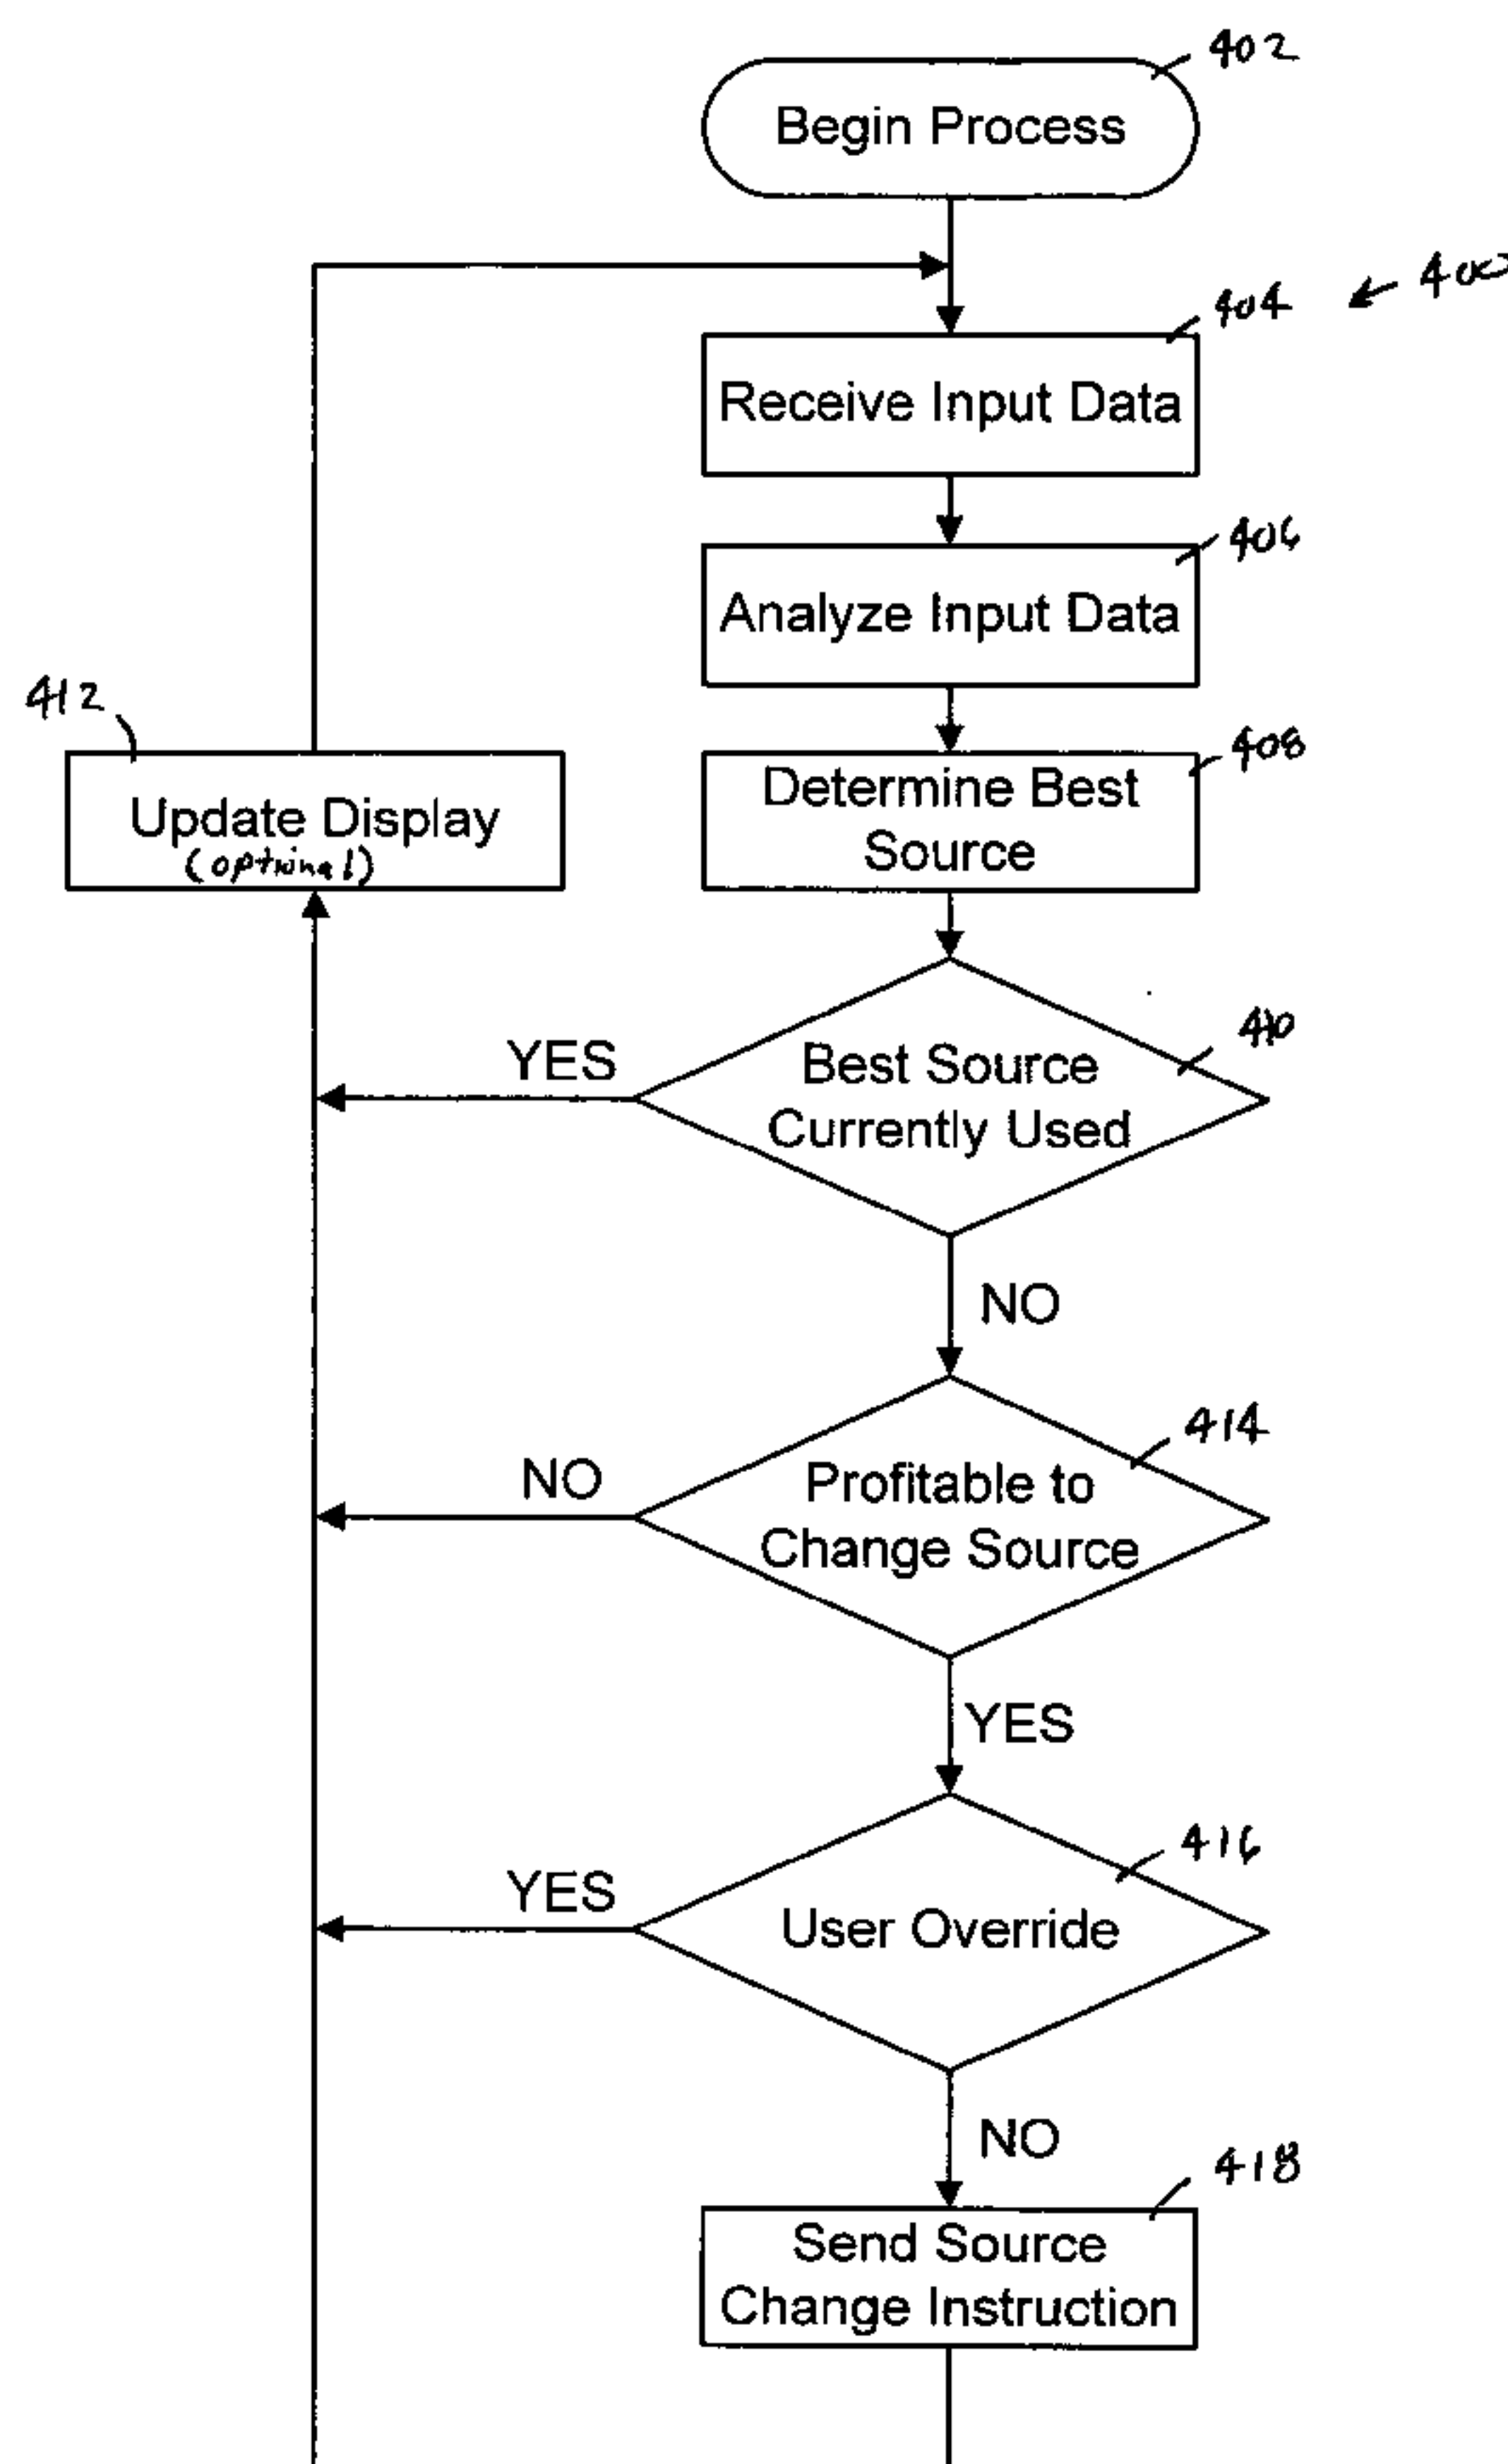 402
Begin Process
400
404
Receive Input Data
406
Analyze Input Data
412
408
Update Display
(optional)
Determine Best
Source
410
YES
Best Source
Currently Used
NO
414
NO
Profitable to
Change Source
YES
416
YES
User Override
NO
418
Send Source
Change Instruction